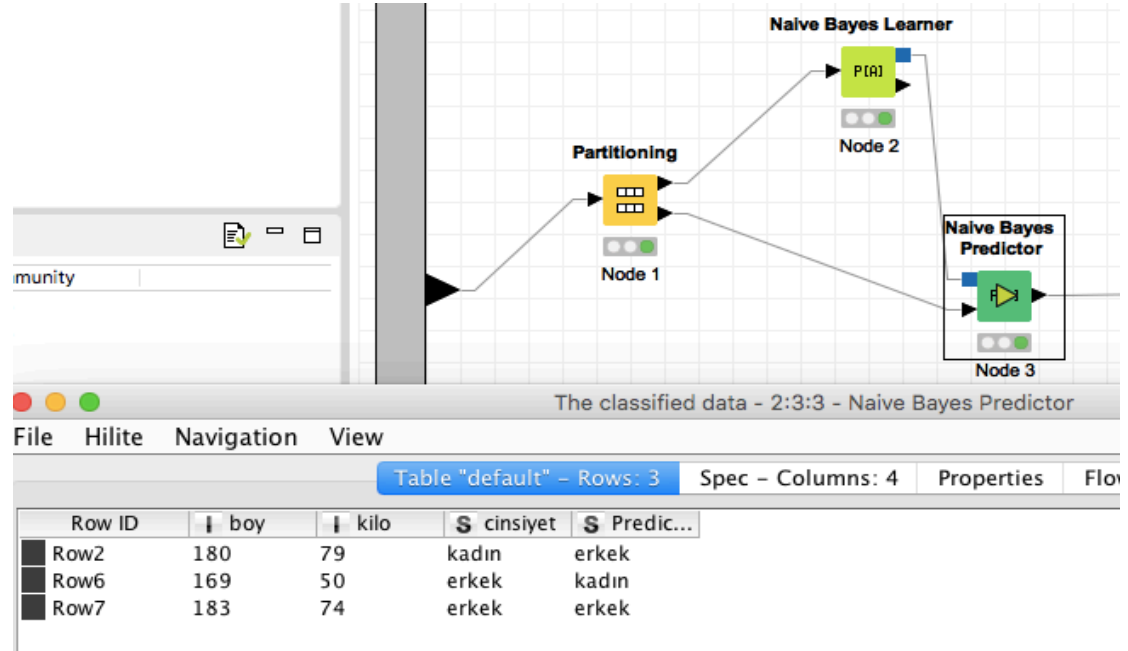 Naive Bayes Learner
P[A]
Node 2
Partitioning
Node 1
Naive Bayes
Predictor
Node 3
munity
The classified data - 2:3:3 - Naive Bayes Predictor
File Hilite Navigation View
Table "default" – Rows: 3 Spec – Columns: 4 Properties Flow
Row ID I boy I kilo S cinsiyet S Predic...
Row2 180 79 kadın erkek
Row6 169 50 erkek kadın
Row7 183 74 erkek erkek